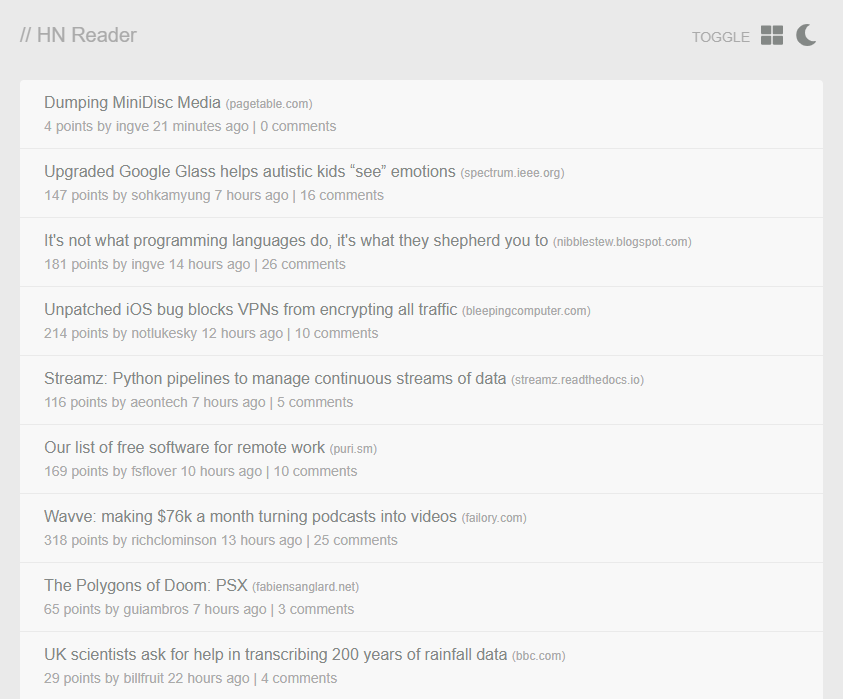 // HN Reader
TOGGLE
Dumping MiniDisc Media (pagetable.com)
4 points by ingve 21 minutes ago | 0 comments
Upgraded Google Glass helps autistic kids “see” emotions (spectrum.ieee.org)
147 points by sohkamyung 7 hours ago | 16 comments
It's not what programming languages do, it's what they shepherd you to (nibblestew.blogspot.com)
181 points by ingve 14 hours ago | 26 comments
Unpatched iOS bug blocks VPNs from encrypting all traffic (bleepingcomputer.com)
214 points by notlukesky 12 hours ago | 10 comments
Streamz: Python pipelines to manage continuous streams of data (streamz.readthedocs.io)
116 points by aeontech 7 hours ago | 5 comments
Our list of free software for remote work (puri.sm)
169 points by fsflover 10 hours ago | 10 comments
Wavve: making $76k a month turning podcasts into videos (failory.com)
318 points by richclominson 13 hours ago | 25 comments
The Polygons of Doom: PSX (fabiensanglard.net)
65 points by guiambros 7 hours ago | 3 comments
UK scientists ask for help in transcribing 200 years of rainfall data (bbc.com)
29 points by billfruit 22 hours ago | 4 comments